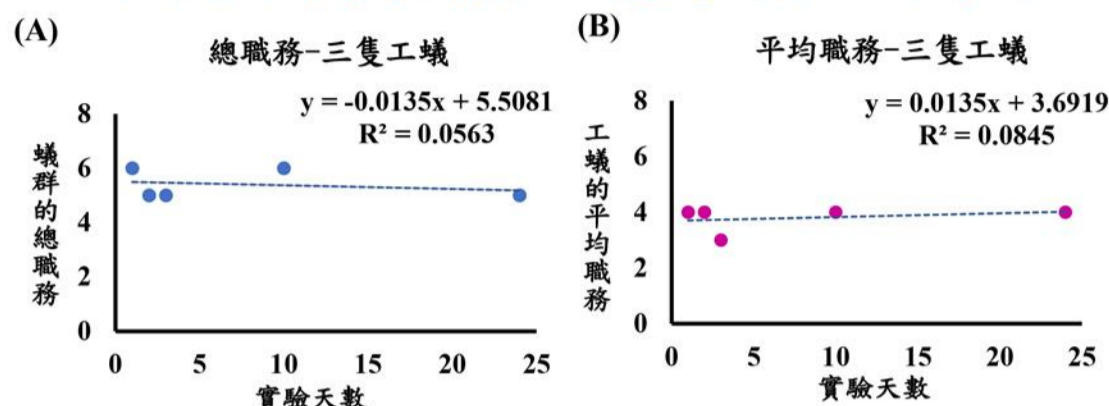 (A)
總職務-三隻工蟻
y = -0.0135x + 5.5081
R² = 0.0563
蟻群的總職務
8
6
4
2
0
0 5 10 15 20 25
實驗天數
(B)
平均職務-三隻工蟻
y = 0.0135x + 3.6919
R² = 0.0845
工蟻的平均職務
8
6
4
2
0
0 5 10 15 20 25
實驗天數